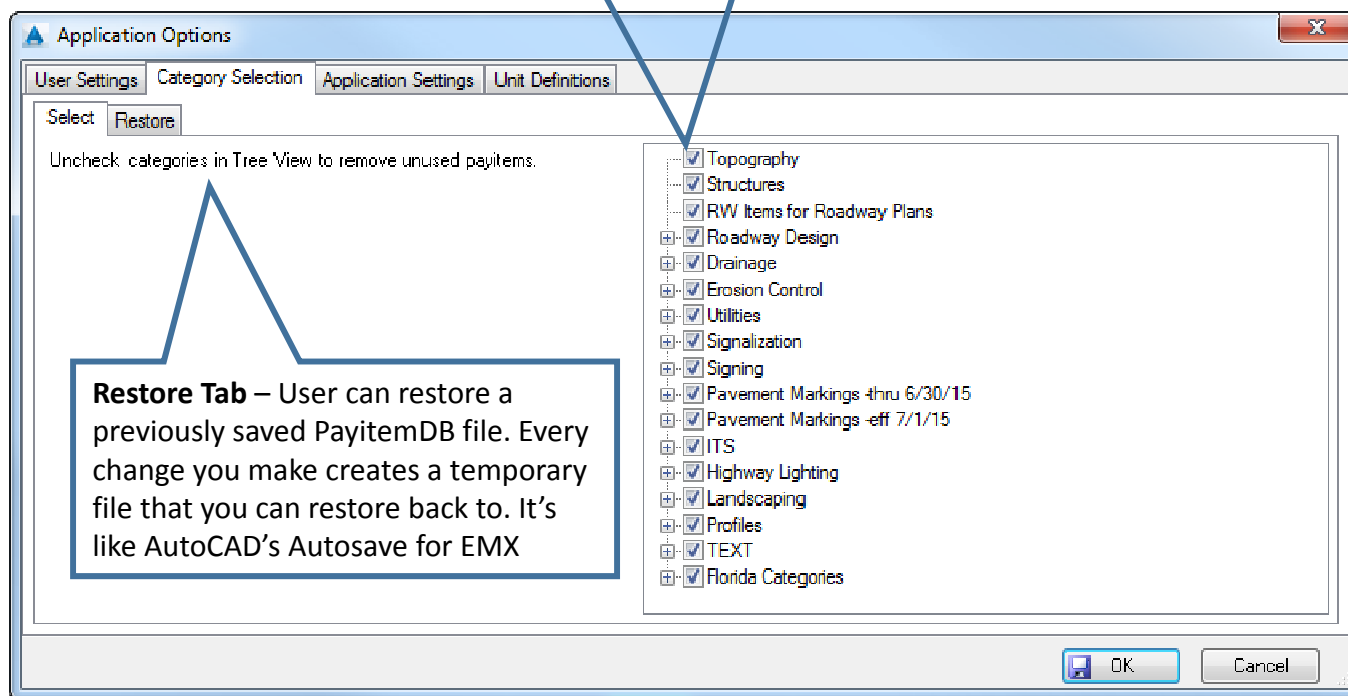 Application Options
User Settings Category Selection Application Settings Unit Definitions
Select Restore
Uncheck categories in Tree View to remove unused payitems.
Topography
Structures
RW Items for Roadway Plans
Roadway Design
Drainage
Erosion Control
Utilities
Signalization
Signing
Pavement Markings -thru 6/30/15
Pavement Markings -eff 7/1/15
ITS
Highway Lighting
Landscaping
Profiles
TEXT
Florida Categories
Restore Tab – User can restore a
previously saved PayitemDB file. Every
change you make creates a temporary
file that you can restore back to. It’s
like AutoCAD’s Autosave for EMX
OK Cancel